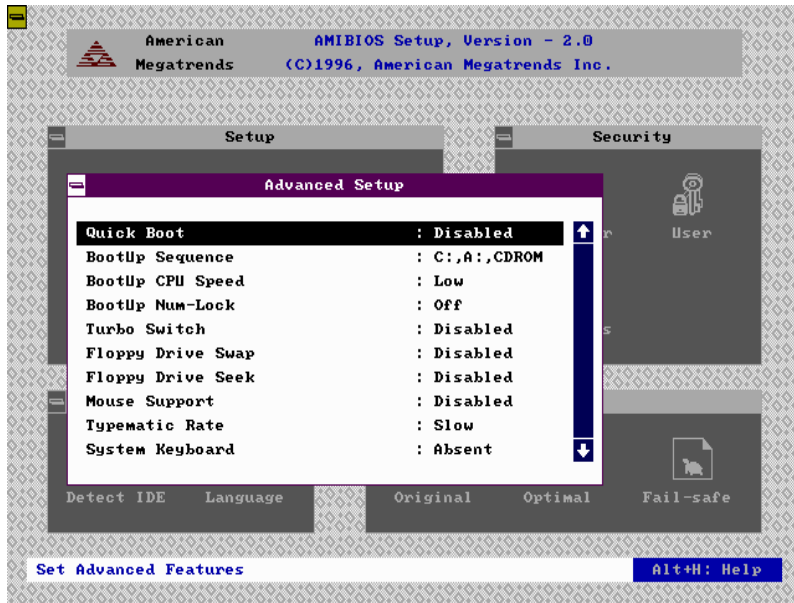 American Megatrends
AMIBIOS Setup, Version - 2.0
(C)1996, American Megatrends Inc.
Setup
Security
Advanced Setup
Quick Boot : Disabled
BootUp Sequence : C:,A:,CDROM
BootUp CPU Speed : Low
BootUp Num-Lock : Off
Turbo Switch : Disabled
Floppy Drive Swap : Disabled
Floppy Drive Seek : Disabled
Mouse Support : Disabled
Typematic Rate : Slow
System Keyboard : Absent
User
Detect IDE Language Original Optimal Fail-safe
Set Advanced Features Alt+H: Help